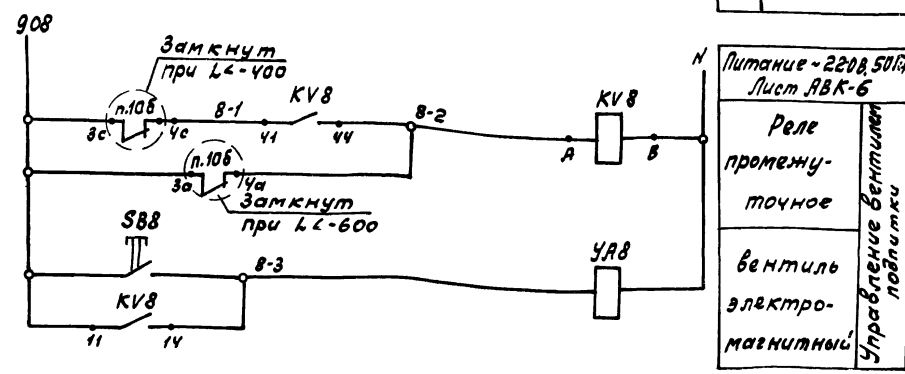 908
Замкнут
при L<-400
п.10б
3с
4с
8-1
41
KV8
44
8-2
KV8
A
B
N
п.10б
3а
4а
Замкнут
при L<-600
SB8
8-3
YA8
KV8
11
14
Питание ~220В, 50Гц
Лист АВК-6
Реле
промежу-
точное
вентиль
электро-
магнитный
Управление вентилем
подпитки